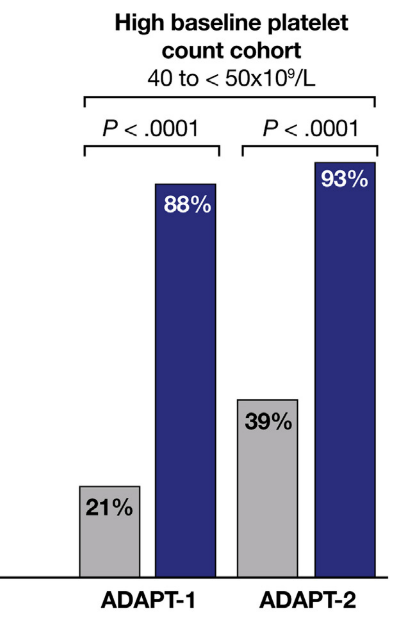 High baseline platelet
count cohort
40 to < 50x10⁹/L
P < .0001 P < .0001
88% 93%
39%
21%
ADAPT-1 ADAPT-2